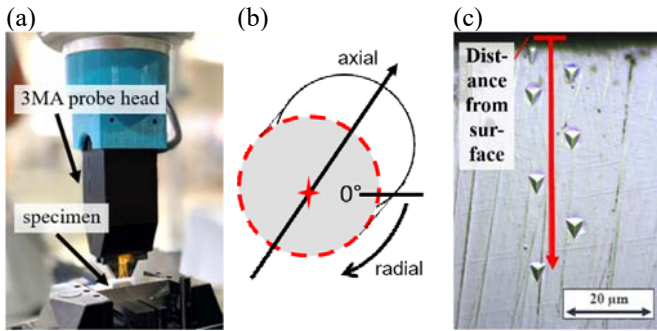 (a)
3MA probe head
specimen
(b)
axial
0°
radial
(c)
Dist-
ance
from
sur-
face
20 µm